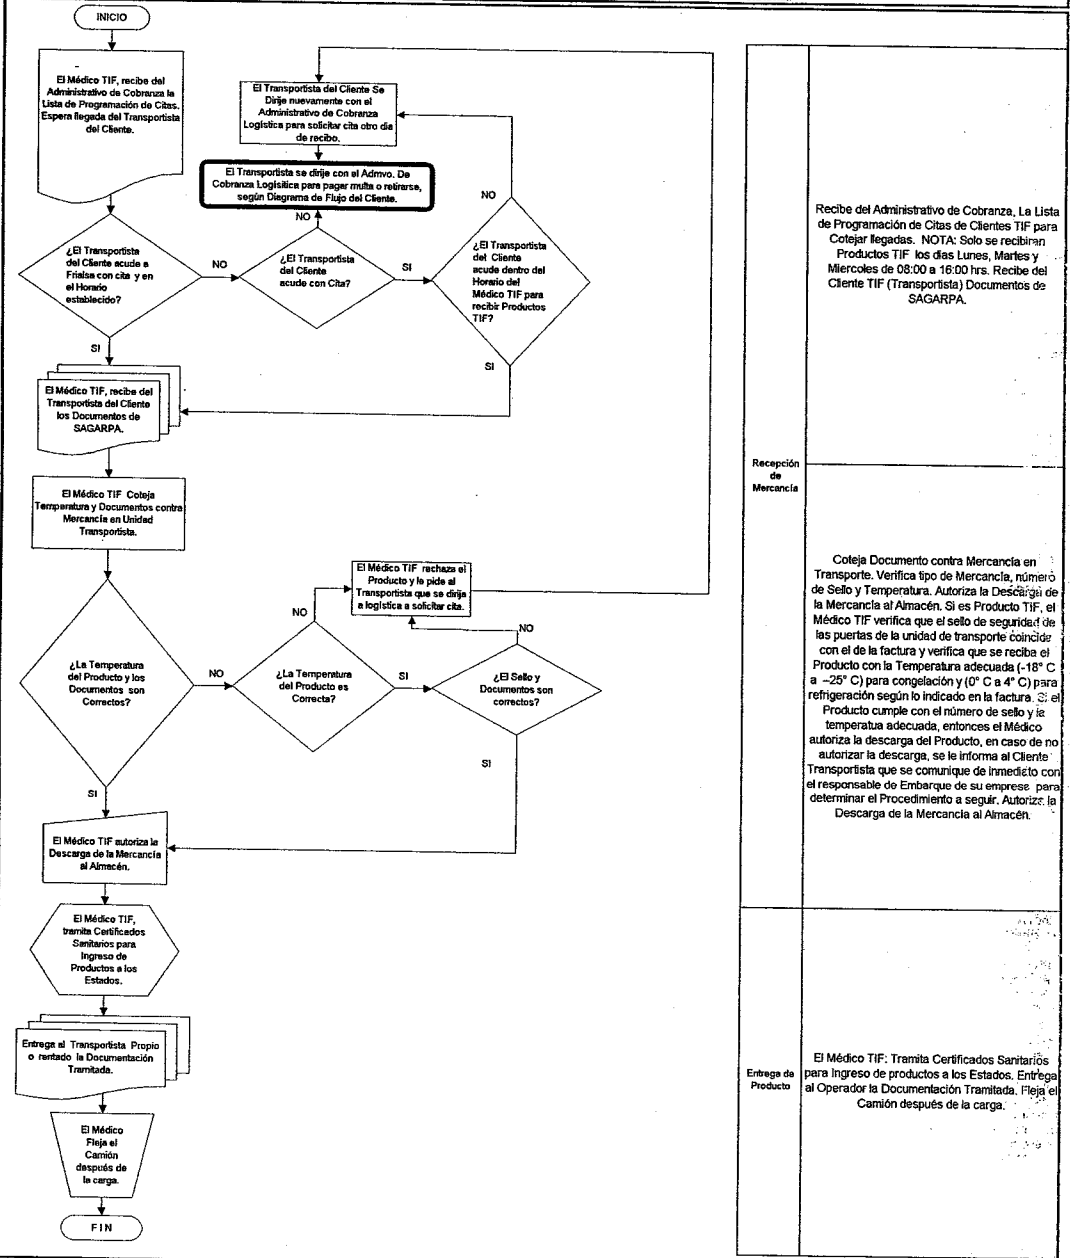 INICIO
El Médico TIF, recibe del
Administrativo de Cobranza la
Lista de Programación de Citas.
Espera llegada del Transportista
del Cliente.
El Transportista del Cliente Se
Dirije nuevamente con el
Administrativo de Cobranza
Logística para solicitar cita otro dia
de recibo.
El Transportista se dirije con el Admvo. De
Cobranza Logísitica para pagar multa o retirarse,
según Diagrama de Flujo del Cliente.
NO
NO
¿El Transportista
del Cliente acude a
Frialsa con cita y en
el Horario
establecido?
NO
¿El Transportista
del Cliente
acude con Cita?
SI
¿El Transportista
del Cliente
acude dentro del
Horario del
Médico TIF para
recibir Productos
TIF?
SI
SI
El Médico TIF, recibe del
Transportista del Cliente
los Documentos de
SAGARPA.
El Médico TIF Coteja
Temperatura y Documentos contra
Mercancía en Unidad
Transportista.
El Médico TIF rechaza el
Producto y le pide al
Transportista que se dirija
a logística a solicitar cita.
NO
NO
¿La Temperatura
del Producto y los
Documentos son
Correctos?
NO
¿La Temperatura
del Producto es
Correcta?
SI
¿El Sello y
Documentos son
correctos?
SI
SI
El Médico TIF autoriza la
Descarga de la Mercancía
al Almacén.
El Médico TIF,
tramita Certificados
Sanitarios para
Ingreso de
Productos a los
Estados.
Entrega al Transportista Propio
o rentado la Documentación
Tramitada.
El Médico
Fleja el
Camión
después de
la carga.
FIN
Recepción
de
Mercancía
Recibe del Administrativo de Cobranza, La Lista
de Programación de Citas de Clientes TIF para
Cotejar llegadas. NOTA: Solo se recibiran
Productos TIF los dias Lunes, Martes y
Miercoles de 08:00 a 16:00 hrs. Recibe del
Cliente TIF (Transportista) Documentos de
SAGARPA.
Coteja Documento contra Mercancía en
Transporte. Verifica tipo de Mercancía, número
de Sello y Temperatura. Autoriza la Descarga de
la Mercancía al Almacén. Si es Producto TIF, el
Médico TIF verifica que el sello de seguridad de
las puertas de la unidad de transporte coincida
con el de la factura y verifica que se reciba el
Producto con la Temperatura adecuada (-18° C
a –25° C) para congelación y (0° C a 4° C) para
refrigeración según lo indicado en la factura. Si el
Producto cumple con el número de sello y la
temperatua adecuada, entonces el Médico
autoriza la descarga del Producto, en caso de no
autorizar la descarga, se le informa al Cliente
Transportista que se comunique de inmediato con
el responsable de Embarque de su emprese para
determinar el Procedimiento a seguir. Autoriza la
Descarga de la Mercancía al Almacén.
Entrega de
Producto
El Médico TIF: Tramita Certificados Sanitarios
para Ingreso de productos a los Estados. Entrega
al Operador la Documentación Tramitada. Fleja el
Camión después de la carga.